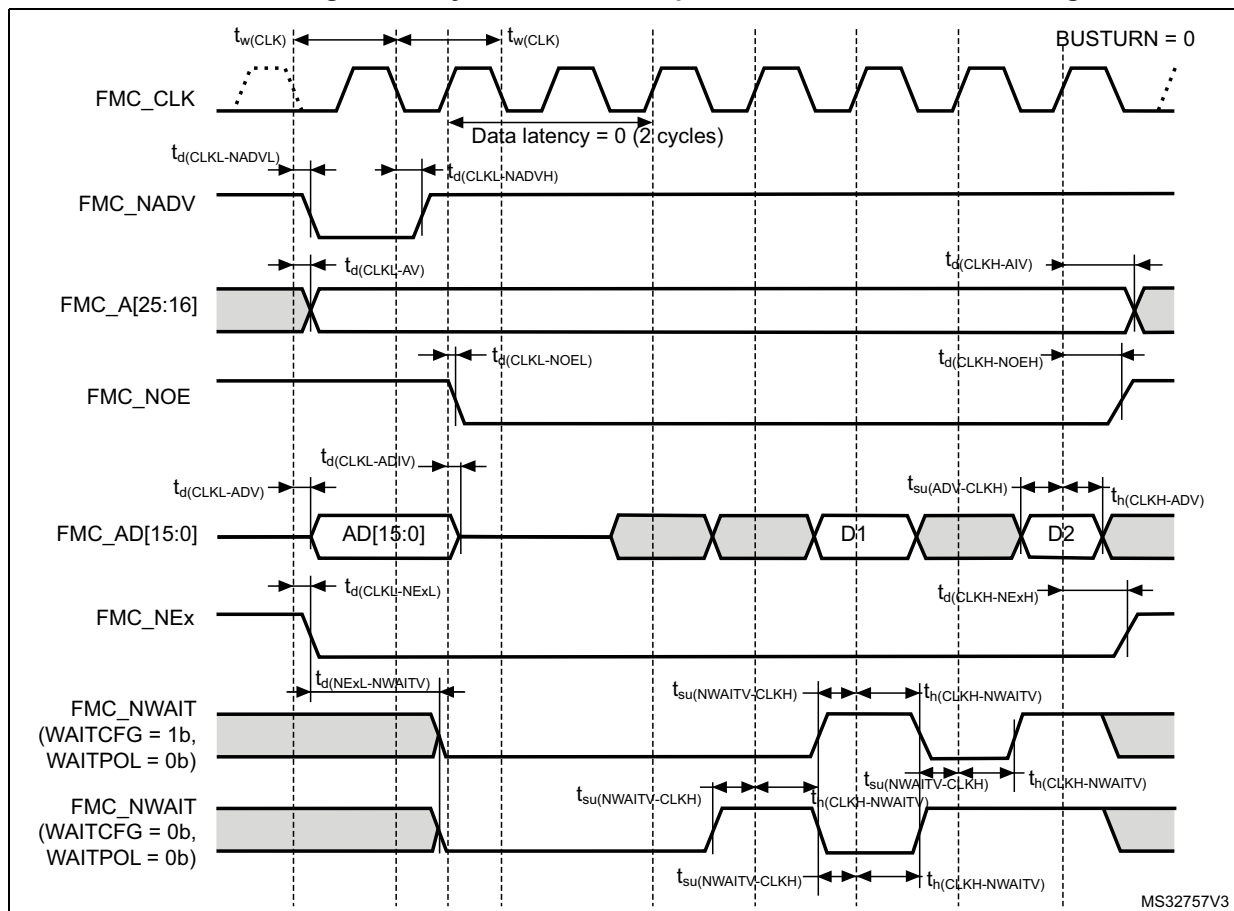 tw(CLK) tw(CLK) BUSTURN = 0
FMC_CLK
Data latency = 0 (2 cycles)
td(CLKL-NADVL)
td(CLKL-NADVH)
FMC_NADV
td(CLKL-AV) td(CLKH-AIV)
FMC_A[25:16]
td(CLKL-NOEL) td(CLKH-NOEH)
FMC_NOE
td(CLKL-ADIV)
td(CLKL-ADV) tsu(ADV-CLKH) th(CLKH-ADV)
FMC_AD[15:0] AD[15:0] D1 D2
td(CLKL-NExL) td(CLKH-NExH)
FMC_NEx
td(NExL-NWAITV) tsu(NWAITV-CLKH) th(CLKH-NWAITV)
FMC_NWAIT
(WAITCFG = 1b,
WAITPOL = 0b)
tsu(NWAITV-CLKH) th(CLKH-NWAITV)
tsu(NWAITV-CLKH) th(CLKH-NWAITV)
FMC_NWAIT
(WAITCFG = 0b,
WAITPOL = 0b)
tsu(NWAITV-CLKH) th(CLKH-NWAITV)
MS32757V3